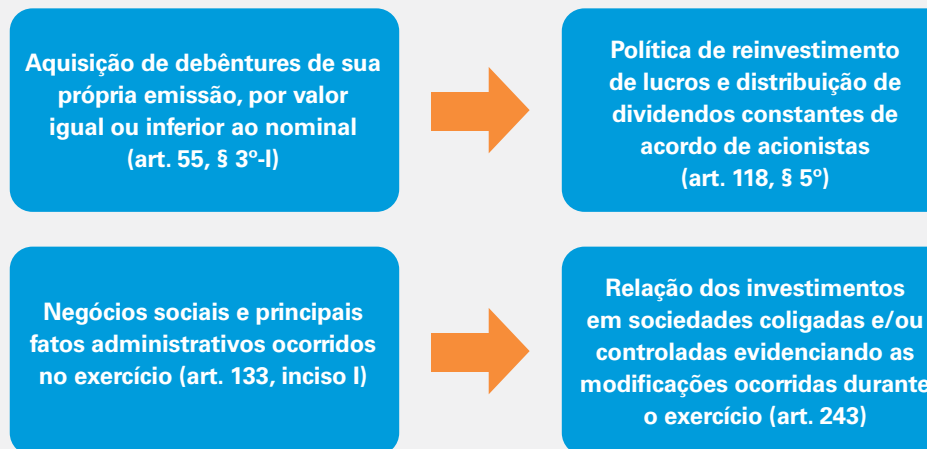 Aquisição de debêntures de sua
própria emissão, por valor
igual ou inferior ao nominal
(art. 55, § 3º-I)
Política de reinvestimento
de lucros e distribuição de
dividendos constantes de
acordo de acionistas
(art. 118, § 5º)
Negócios sociais e principais
fatos administrativos ocorridos
no exercício (art. 133, inciso I)
Relação dos investimentos
em sociedades coligadas e/ou
controladas evidenciando as
modificações ocorridas durante
o exercício (art. 243)